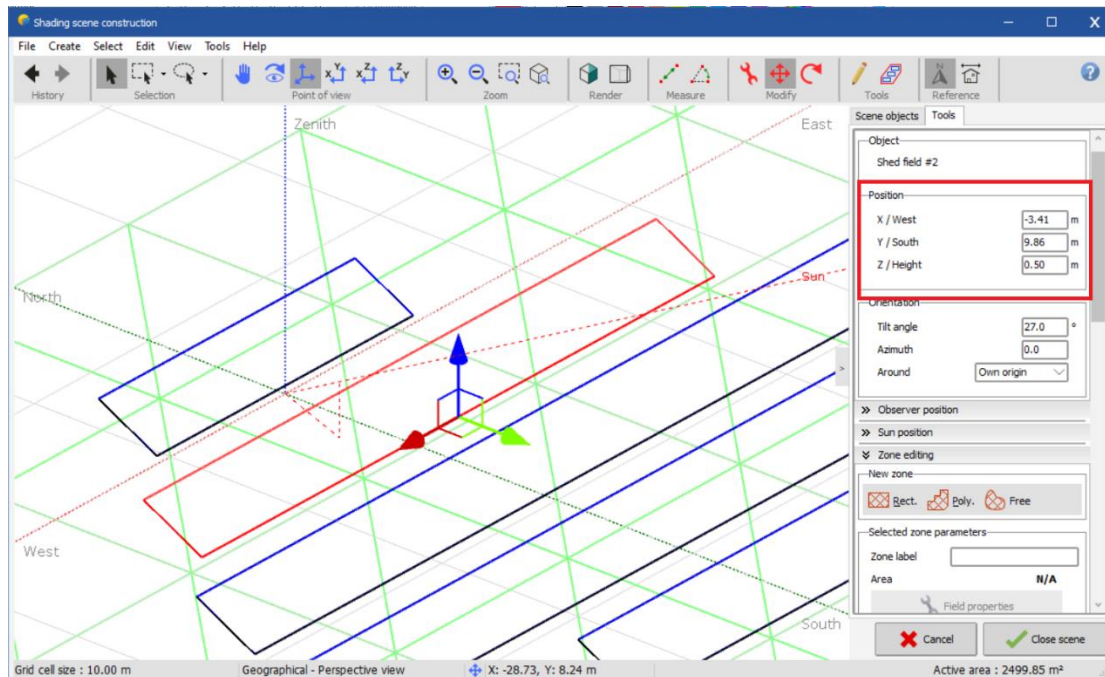 Shading scene construction
File Create Select Edit View Tools Help
History Selection Point of view Zoom Render Measure Modify Tools Reference
Scene objects Tools
Zenith
East
North
Sun
West
South
Object
Shed field #2
Position
X / West -3.41 m
Y / South 9.86 m
Z / Height 0.50 m
Orientation
Tilt angle 27.0 °
Azimuth 0.0
Around Own origin
Observer position
Sun position
Zone editing
New zone
Rect. Poly. Free
Selected zone parameters
Zone label
Area N/A
Field properties
Cancel Close scene
Grid cell size : 10.00 m Geographical - Perspective view X: -28.73, Y: 8.24 m Active area : 2499.85 m²